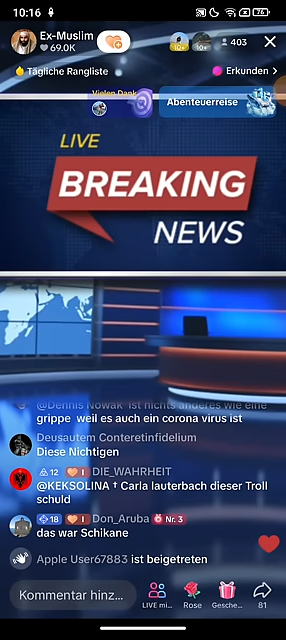 10:16
76
Ex-Muslim
69.0K
10+
10+
403
Tägliche Rangliste
Erkunden >
Vielen Dank
Abenteuerreise
LIVE
BREAKING
NEWS
@Dennis Nowak ist nichts anderes wie eine
grippe weil es auch ein corona virus ist
Deusautem Conteretinfidelium
Diese Nichtigen
12 I DIE_WAHRHEIT
@KEKSOLINA † Carla lauterbach dieser Troll
schuld
18 I Don_Aruba Nr. 3
das war Schikane
Apple User67883 ist beigetreten
Kommentar hinz...
LIVE mi...
Rose
Gesche...
81